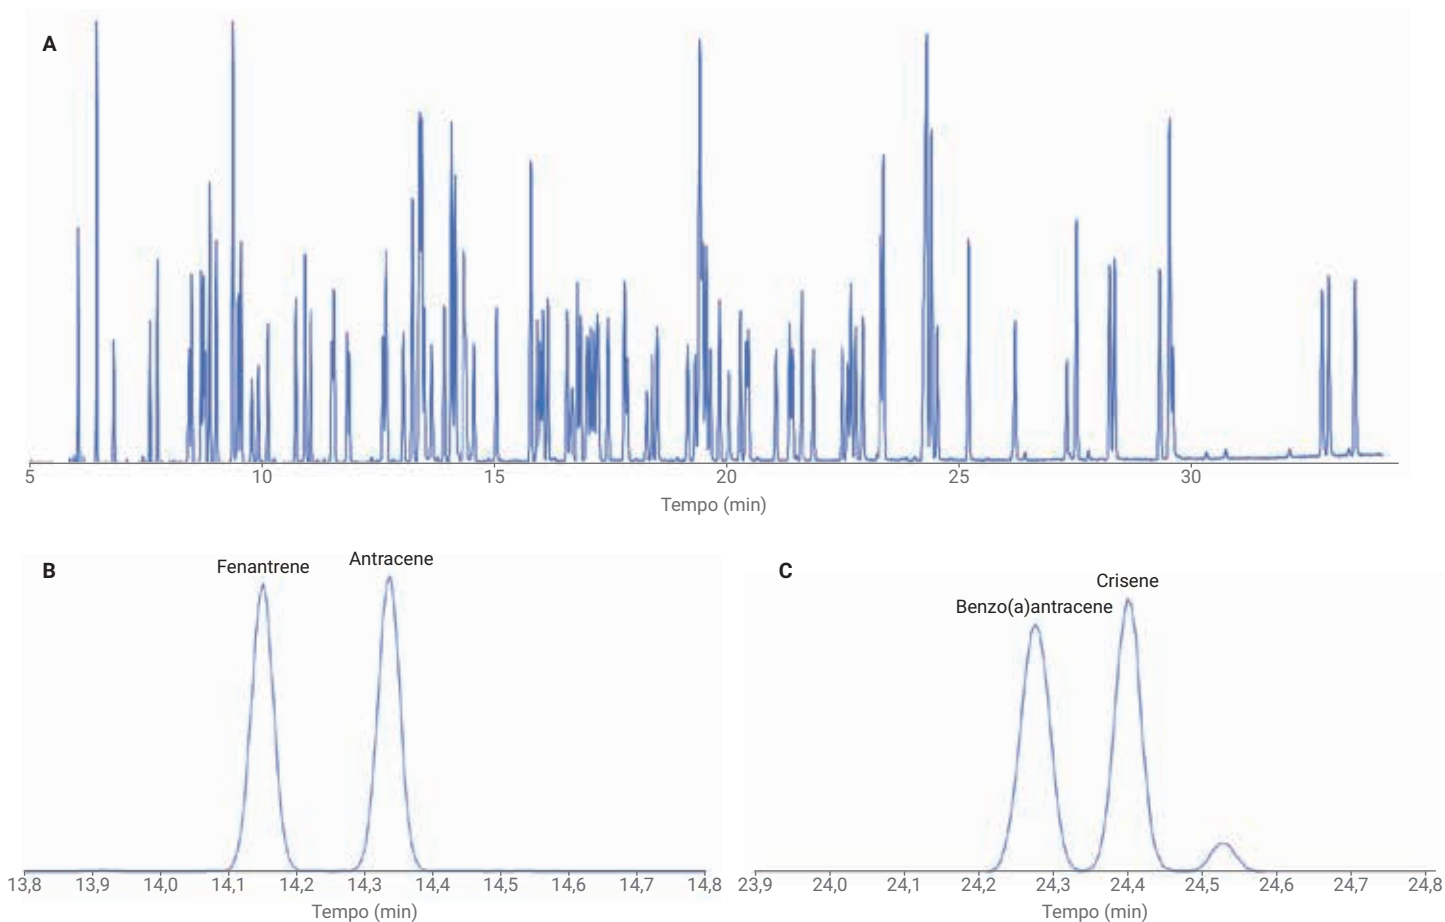 A
5 10 15 20 25 30
Tempo (min)
B
Fenantrene
Antracene
13,8 13,9 14,0 14,1 14,2 14,3 14,4 14,5 14,6 14,7 14,8
Tempo (min)
C
Crisene
Benzo(a)antracene
23,9 24,0 24,1 24,2 24,3 24,4 24,5 24,6 24,7 24,8
Tempo (min)